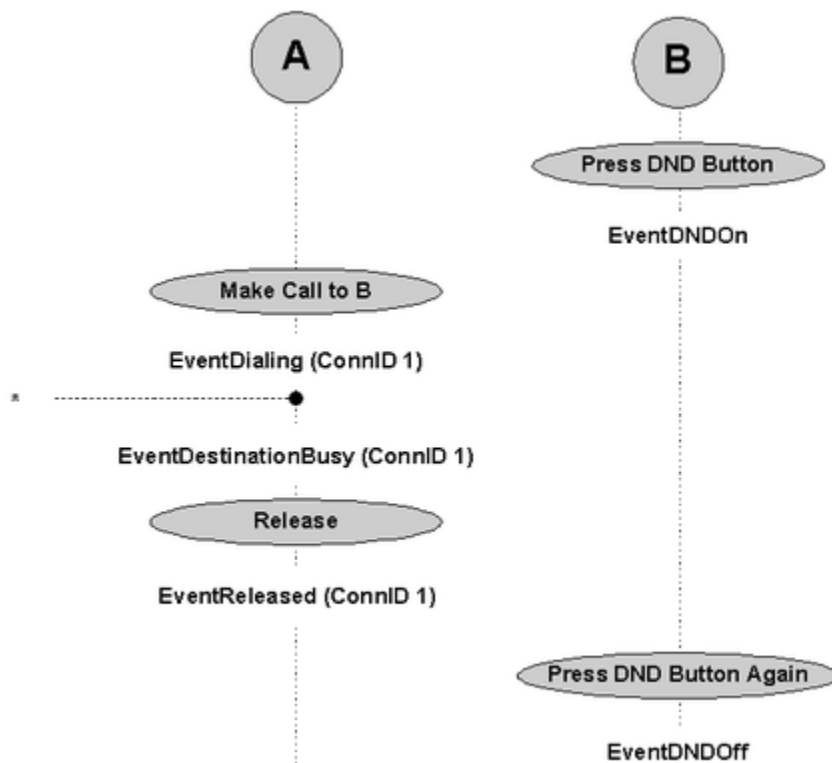 A
B
Press DND Button
EventDNDOn
Make Call to B
EventDialing (ConnID 1)
*
EventDestinationBusy (ConnID 1)
Release
EventReleased (ConnID 1)
Press DND Button Again
EventDNDOff